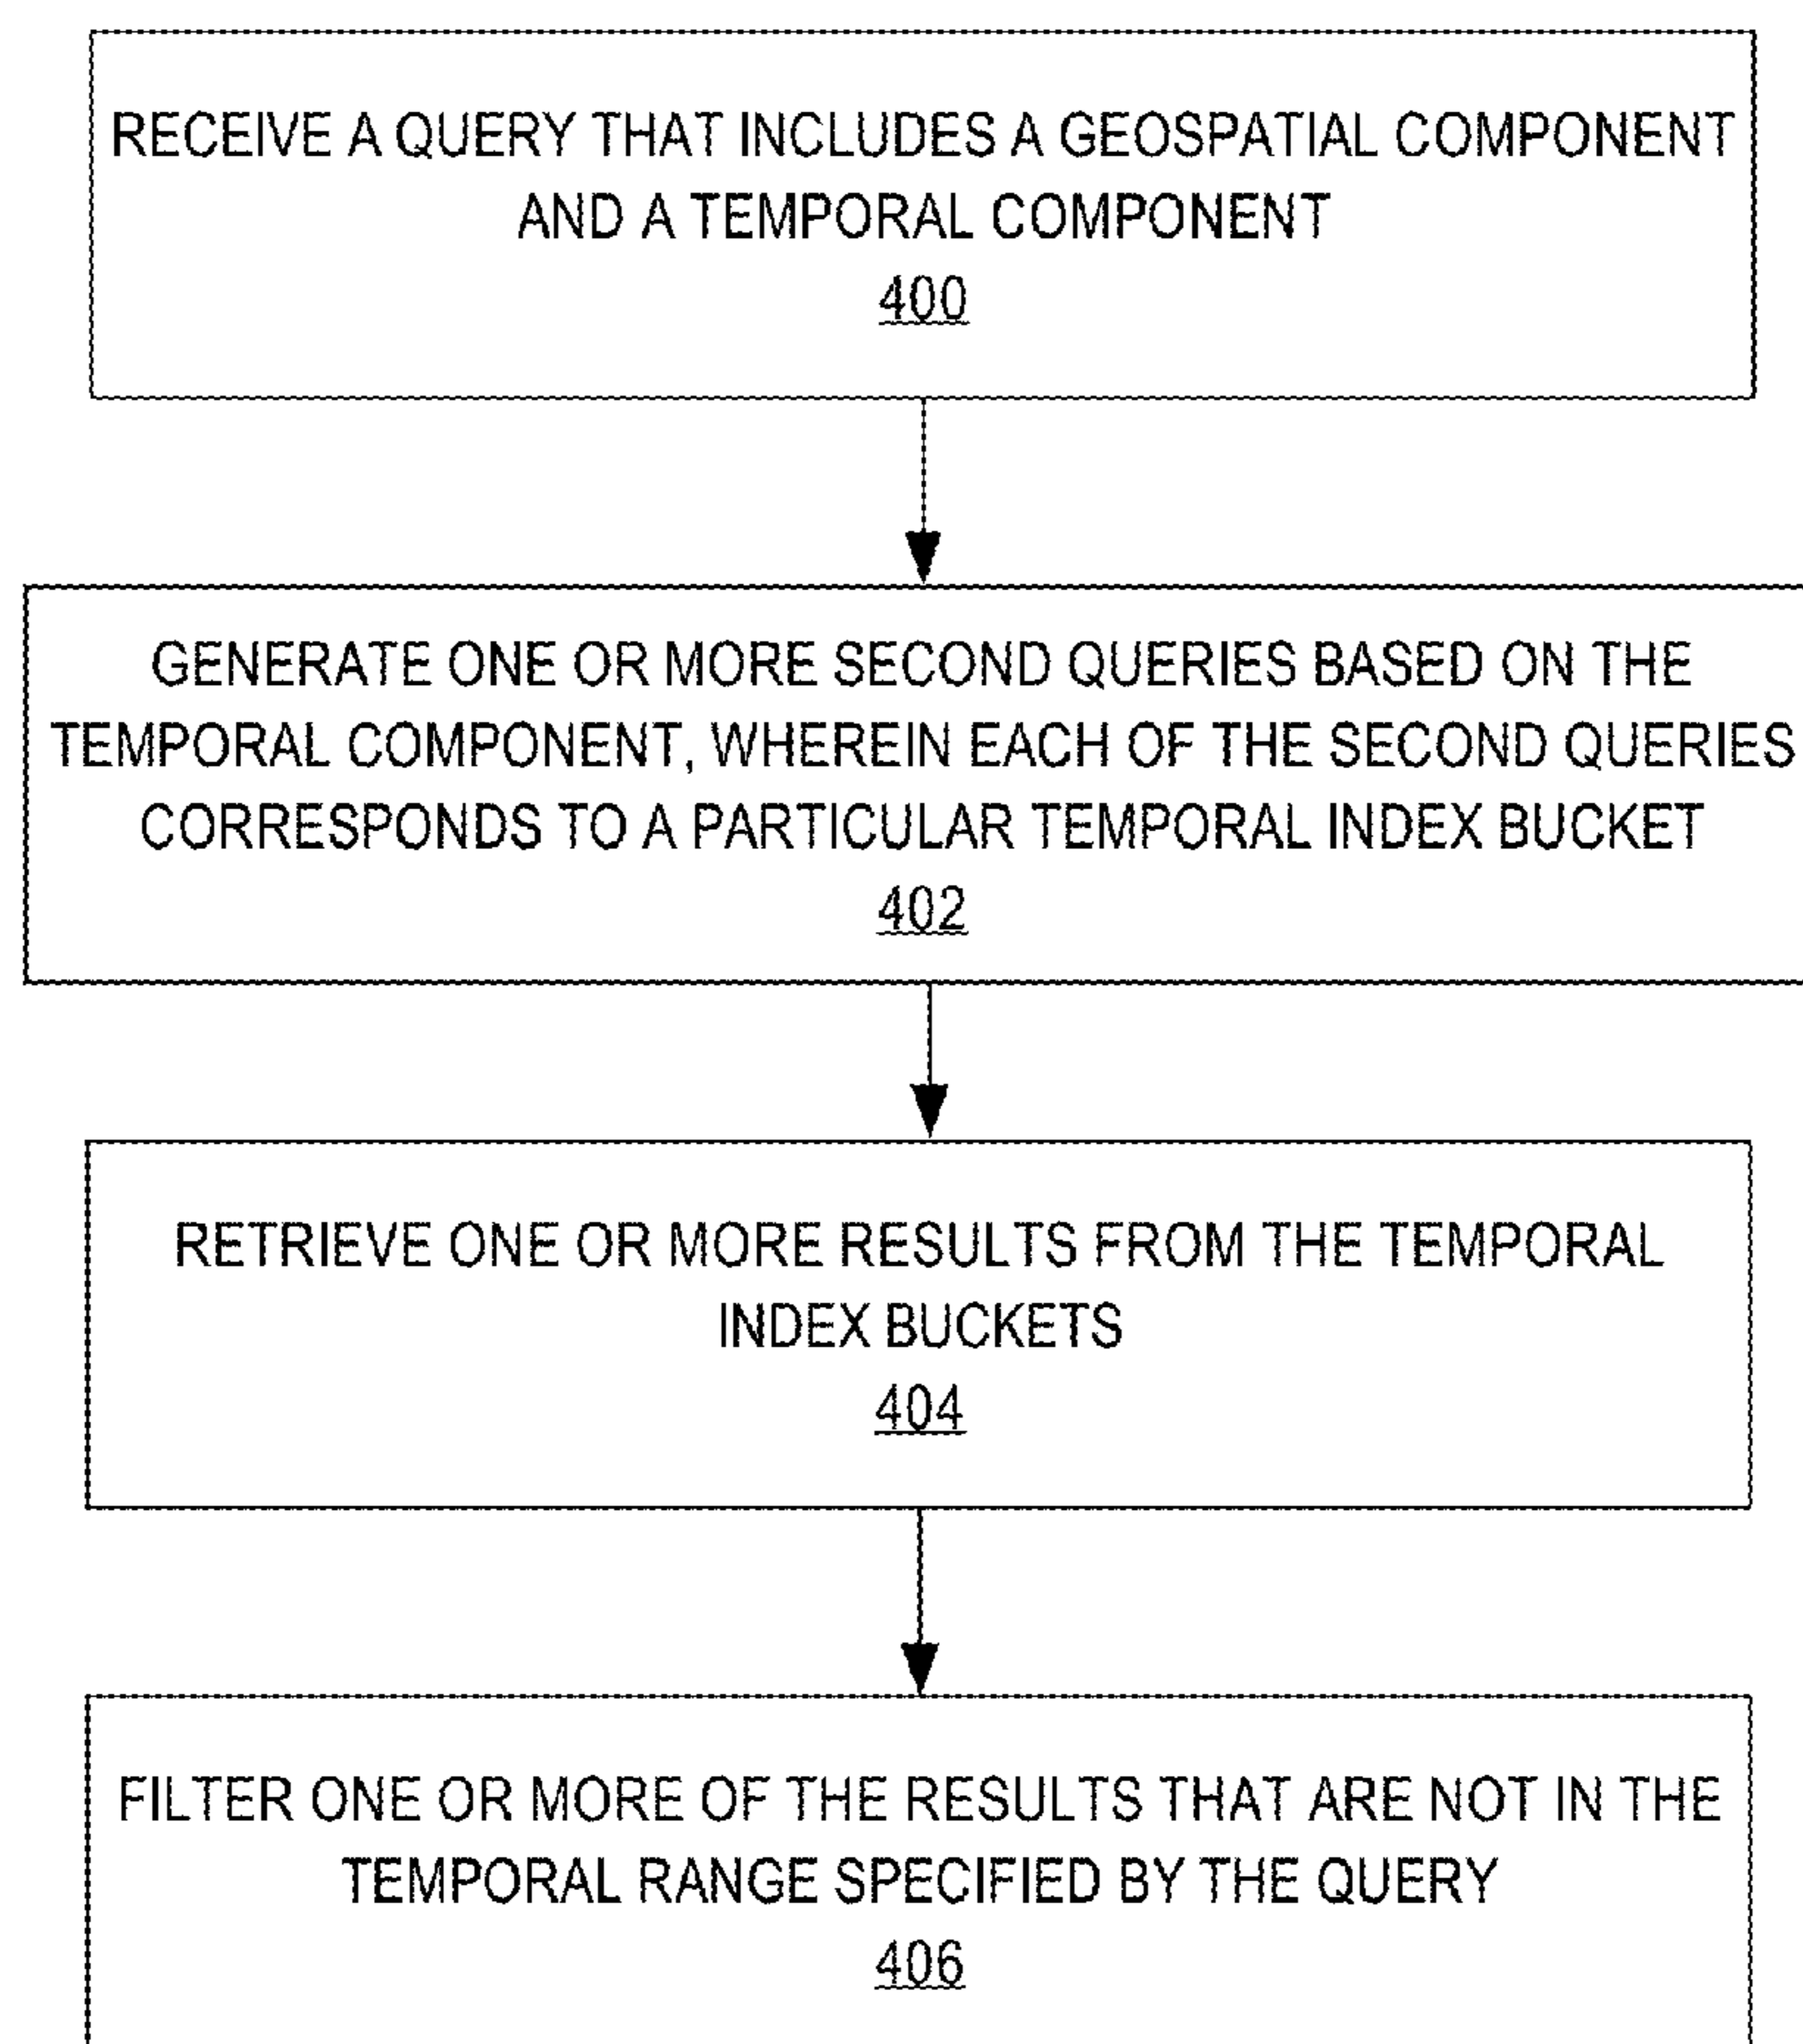 RECEIVE A QUERY THAT INCLUDES A GEOSPATIAL COMPONENT
AND A TEMPORAL COMPONENT
400
GENERATE ONE OR MORE SECOND QUERIES BASED ON THE
TEMPORAL COMPONENT, WHEREIN EACH OF THE SECOND QUERIES
CORRESPONDS TO A PARTICULAR TEMPORAL INDEX BUCKET
402
RETRIEVE ONE OR MORE RESULTS FROM THE TEMPORAL
INDEX BUCKETS
404
FILTER ONE OR MORE OF THE RESULTS THAT ARE NOT IN THE
TEMPORAL RANGE SPECIFIED BY THE QUERY
406